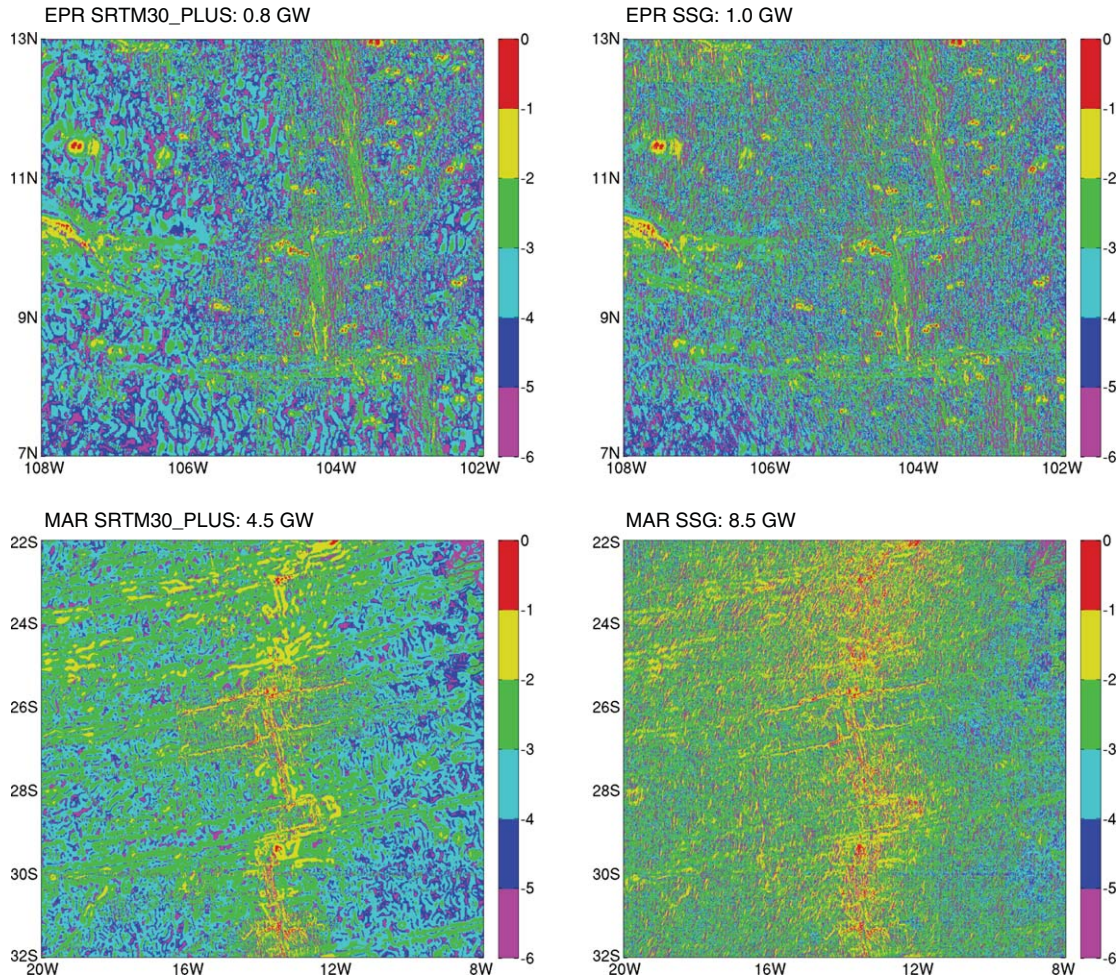 EPR SRTM30_PLUS: 0.8 GW
13N
11N
9N
7N
108W 106W 104W 102W
0
-1
-2
-3
-4
-5
-6
EPR SSG: 1.0 GW
13N
11N
9N
7N
108W 106W 104W 102W
0
-1
-2
-3
-4
-5
-6
MAR SRTM30_PLUS: 4.5 GW
22S
24S
26S
28S
30S
32S
20W 16W 12W 8W
0
-1
-2
-3
-4
-5
-6
MAR SSG: 8.5 GW
22S
24S
26S
28S
30S
32S
20W 16W 12W 8W
0
-1
-2
-3
-4
-5
-6